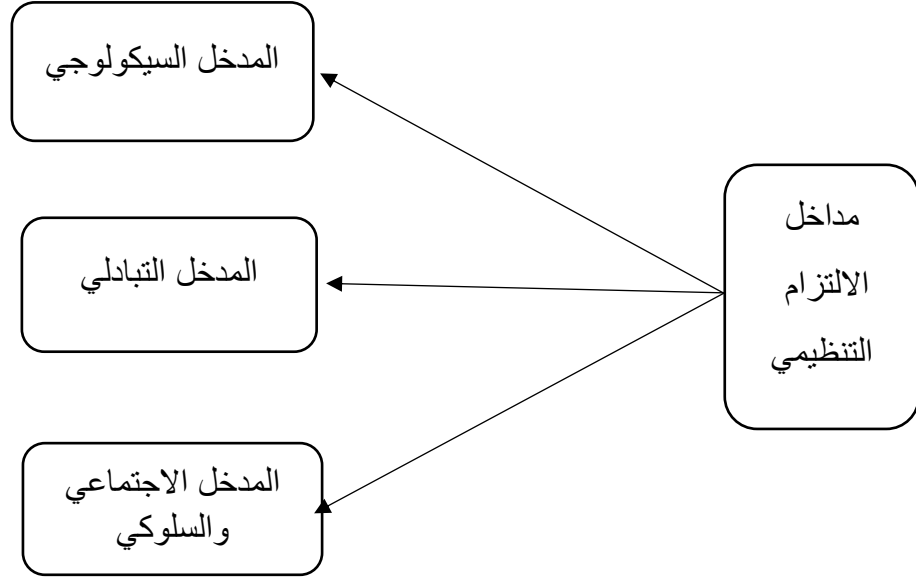 المدخل السيكولوجي
مداخل
الالتزام
التنظيمي
المدخل التبادلي
المدخل الاجتماعي
والسلوكي